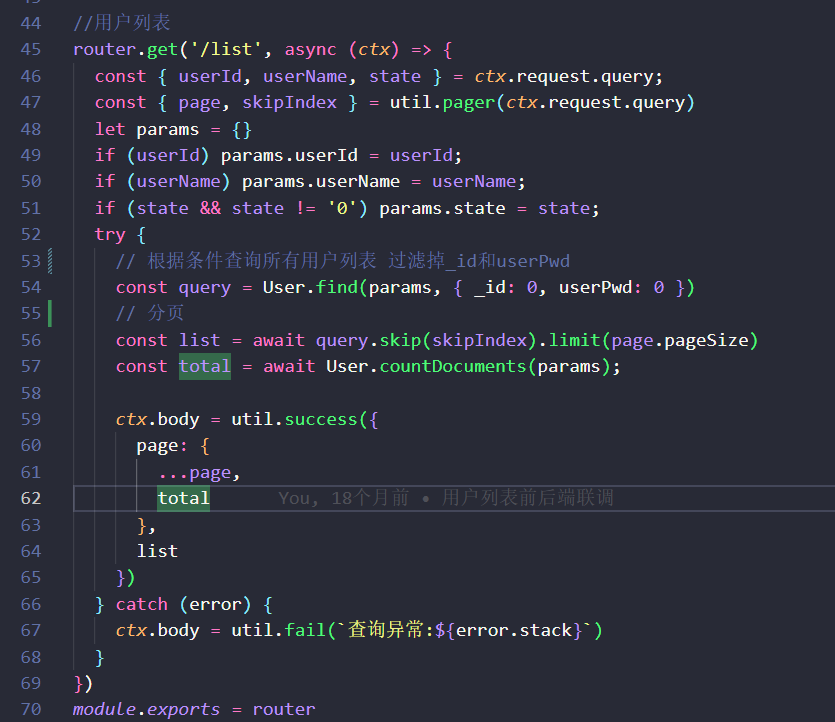 44 //用户列表
45 router.get('/list', async (ctx) => {
46   const { userId, userName, state } = ctx.request.query;
47   const { page, skipIndex } = util.pager(ctx.request.query)
48   let params = {}
49   if (userId) params.userId = userId;
50   if (userName) params.userName = userName;
51   if (state && state != '0') params.state = state;
52   try {
53     // 根据条件查询所有用户列表 过滤掉_id和userPwd
54     const query = User.find(params, { _id: 0, userPwd: 0 })
55     // 分页
56     const list = await query.skip(skipIndex).limit(page.pageSize)
57     const total = await User.countDocuments(params);
58
59     ctx.body = util.success({
60       page: {
61         ...page,
62         total      You, 18个月前 • 用户列表前后端联调
63       },
64       list
65     })
66   } catch (error) {
67     ctx.body = util.fail(`查询异常:${error.stack}`)
68   }
69 })
70 module.exports = router